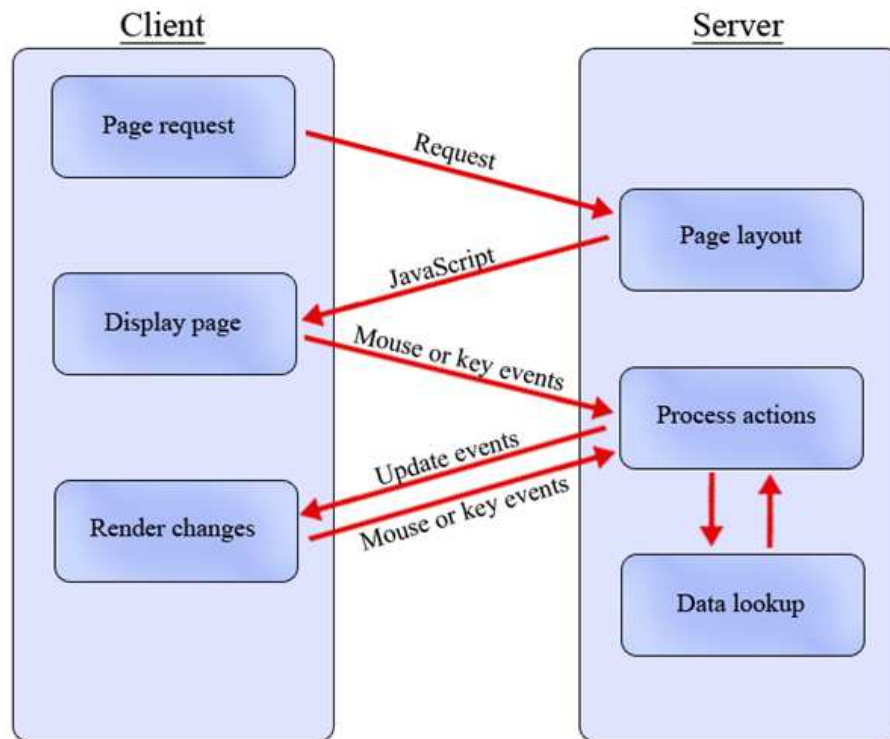 Client
Server
Page request
Request
Page layout
JavaScript
Display page
Mouse or key events
Process actions
Update events
Mouse or key events
Render changes
Data lookup